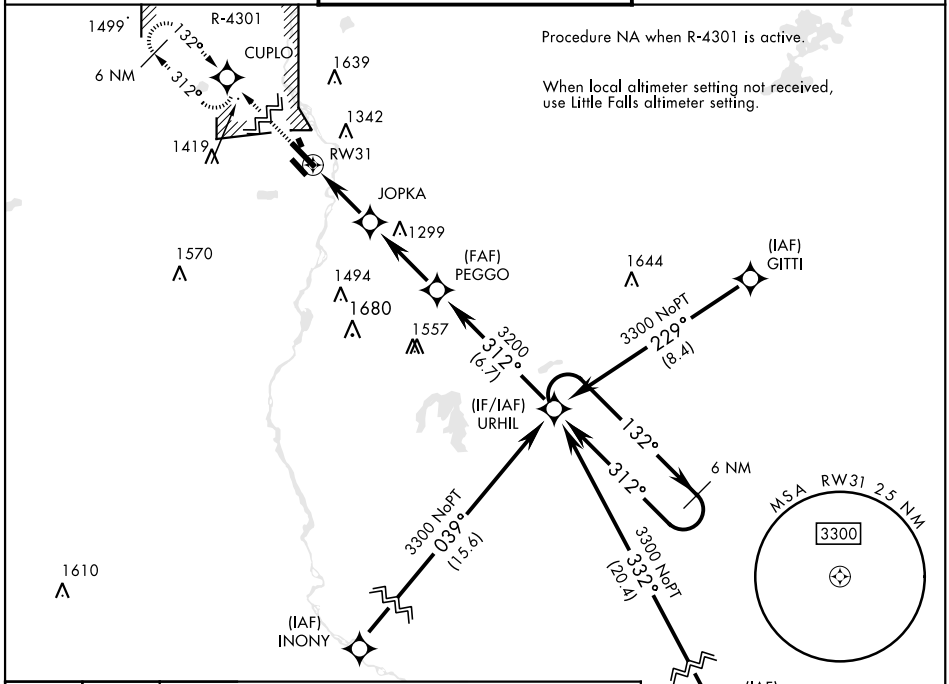 1499
R-4301
132°
CUPLO
6 NM
312°
1639
1342
1419
RW31
Procedure NA when R-4301 is active.
When local altimeter setting not received,
use Little Falls altimeter setting.
JOPKA
1299
(FAF)
PEGGO
(IAF)
GITTI
1570
1494
1680
1557
1644
3300 NoPT
229°
(8.4)
3200
312°
(6.7)
(IF/IAF)
URHIL
132°
312°
6 NM
MSA RW31 25 NM
3300
3300 NoPT
039°
(15.6)
3300 NoPT
332°
(20.4)
1610
(IAF)
INONY
(IAF)